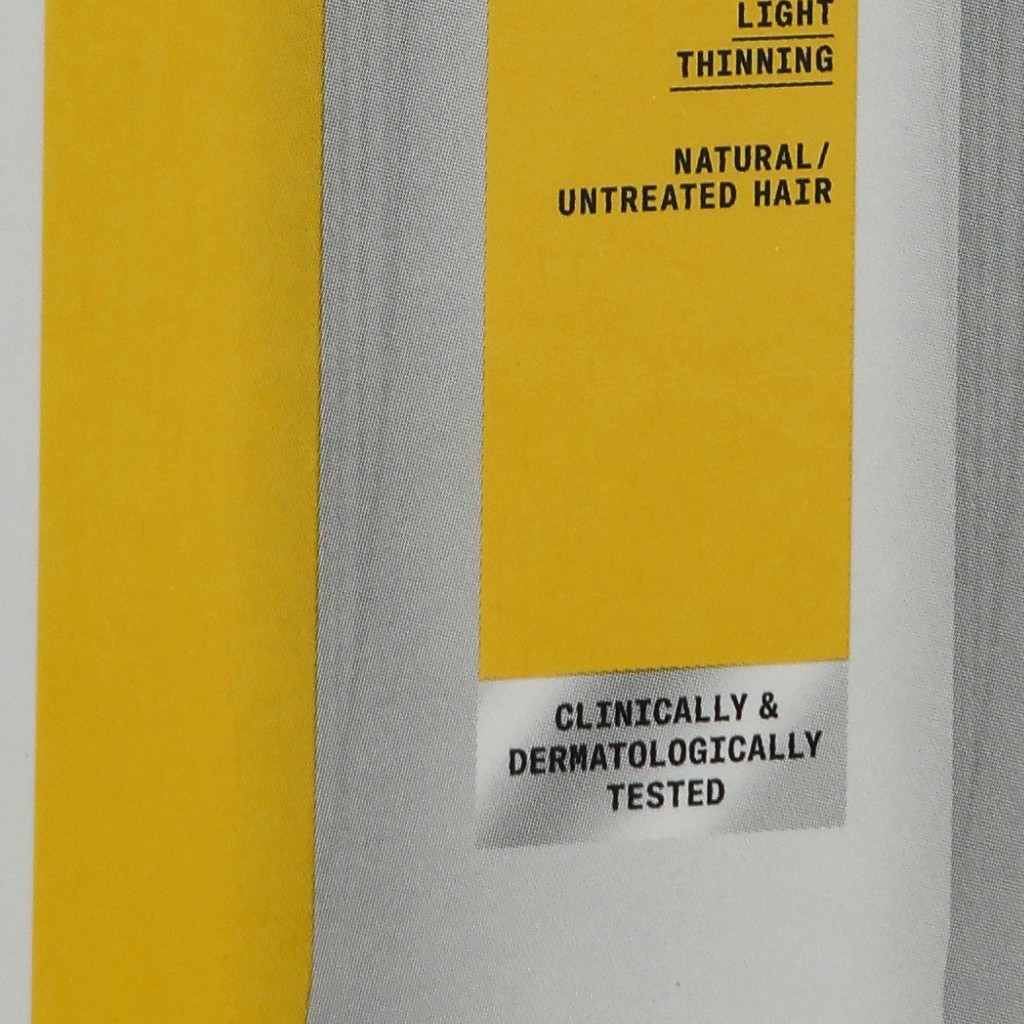 LIGHT
THINNING
NATURAL/
UNTREATED HAIR
CLINICALLY &
DERMATOLOGICALLY
TESTED